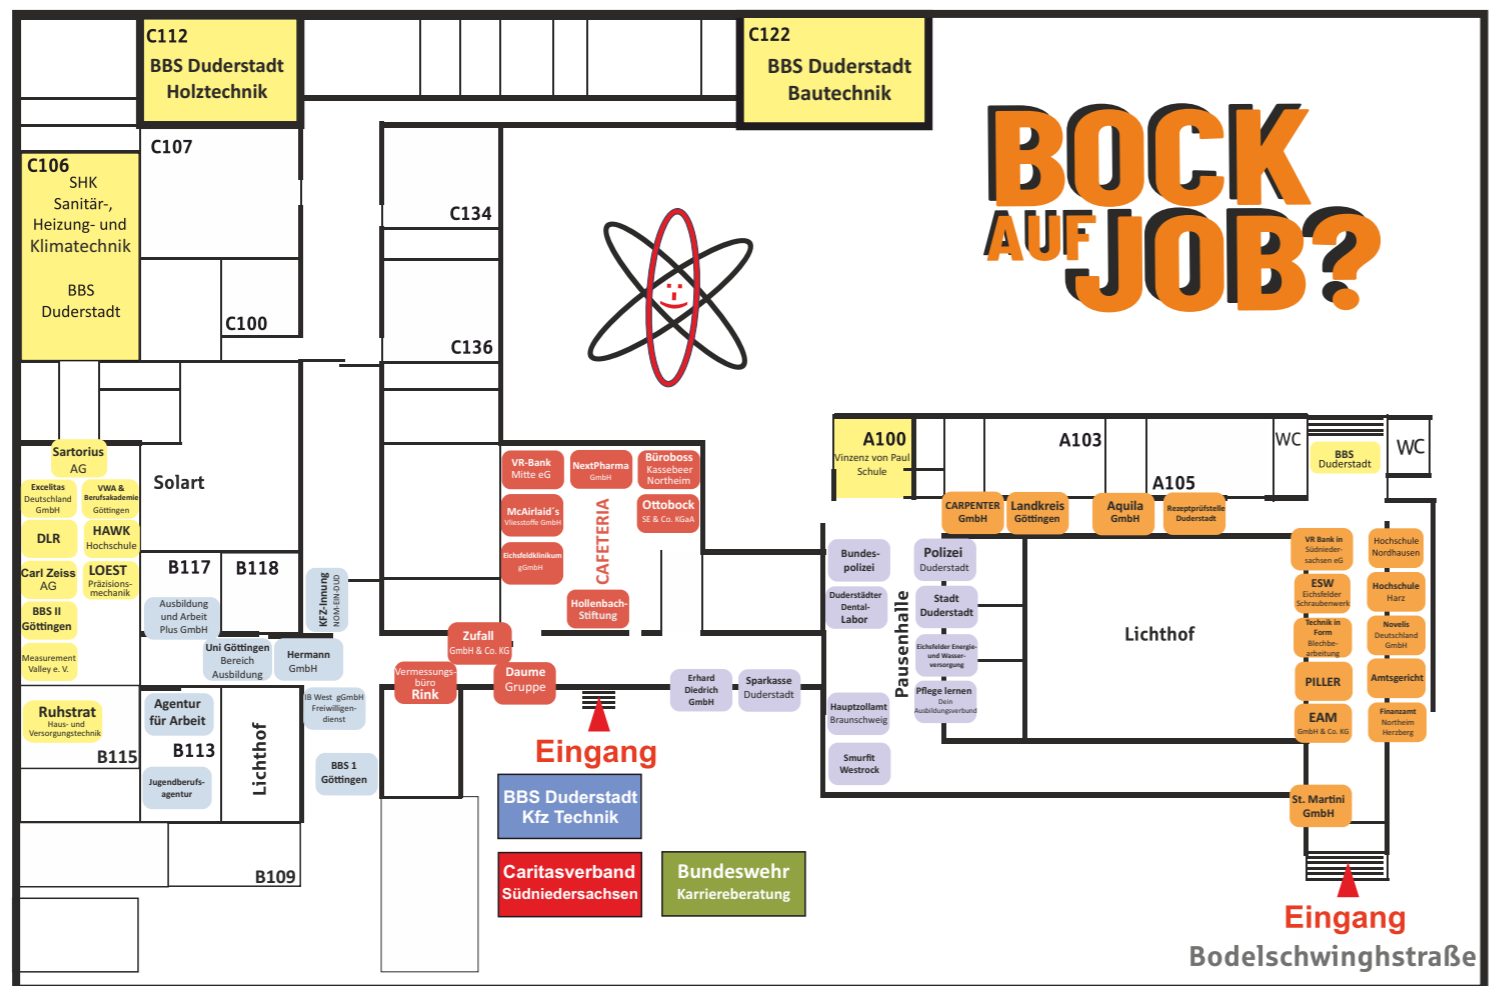 C112
BBS Duderstadt
Holztechnik
C122
BBS Duderstadt
Bautechnik
BOCK
AUF JOB?
C106
SHK
Sanitär-,
Heizung- und
Klimatechnik
BBS
Duderstadt
C107
C134
C100
C136
Solart
Sartorius
AG
Excelitas
Deutschland
GmbH
VWA &
Berufsakademie
Göttingen
DLR
HAWK
Hochschule
Carl Zeiss
AG
LOEST
Präzisions-
mechanik
BBS II
Göttingen
Measurement
Valley e. V.
Ruhstrat
Haus- und
Versorgungstechnik
B115
B117
B118
Ausbildung
und Arbeit
Plus GmbH
KFZ-Innung
NOM-EIN-DUD
Uni Göttingen
Bereich
Ausbildung
Hermann
GmbH
Agentur
für Arbeit
B113
Jugendberufs-
agentur
Lichthof
IB West gGmbH
Freiwilligen-
dienst
BBS 1
Göttingen
B109
VR-Bank
Mitte eG
NextPharma
GmbH
Büroboss
Kassebeer
Northeim
McAirlaid´s
Vliesstoffe GmbH
Ottobock
SE & Co. KGaA
Eichsfeldklinikum
gGmbH
CAFETERIA
Hollenbach-
Stiftung
Zufall
GmbH & Co. KG
Vermessungs-
büro
Rink
Daume
Gruppe
Erhard
Diedrich
GmbH
Sparkasse
Duderstadt
Eingang
BBS Duderstadt
Kfz Technik
Caritasverband
Südniedersachsen
Bundeswehr
Karriereberatung
A100
Vinzenz von Paul
Schule
A103
A105
WC
BBS
Duderstadt
WC
CARPENTER
GmbH
Landkreis
Göttingen
Aquila
GmbH
Rezeptprüfstelle
Duderstadt
Bundes-
polizei
Polizei
Duderstadt
Duderstädter
Dental-
Labor
Stadt
Duderstadt
Pausenhalle
Eichsfelder Energie-
und Wasser-
versorgung
Pflege lernen
Dein
Ausbildungsverbund
Hauptzollamt
Braunschweig
Smurfit
Westrock
Lichthof
VR Bank in
Südnieder-
sachsen eG
Hochschule
Nordhausen
ESW
Eichsfelder
Schraubenwerk
Hochschule
Harz
Technik in
Form
Blechbe-
arbeitung
Novelis
Deutschland
GmbH
PILLER
Amtsgericht
EAM
GmbH & Co. KG
Finanzamt
Northeim
Herzberg
St. Martini
GmbH
Eingang
Bodelschwinghstraße